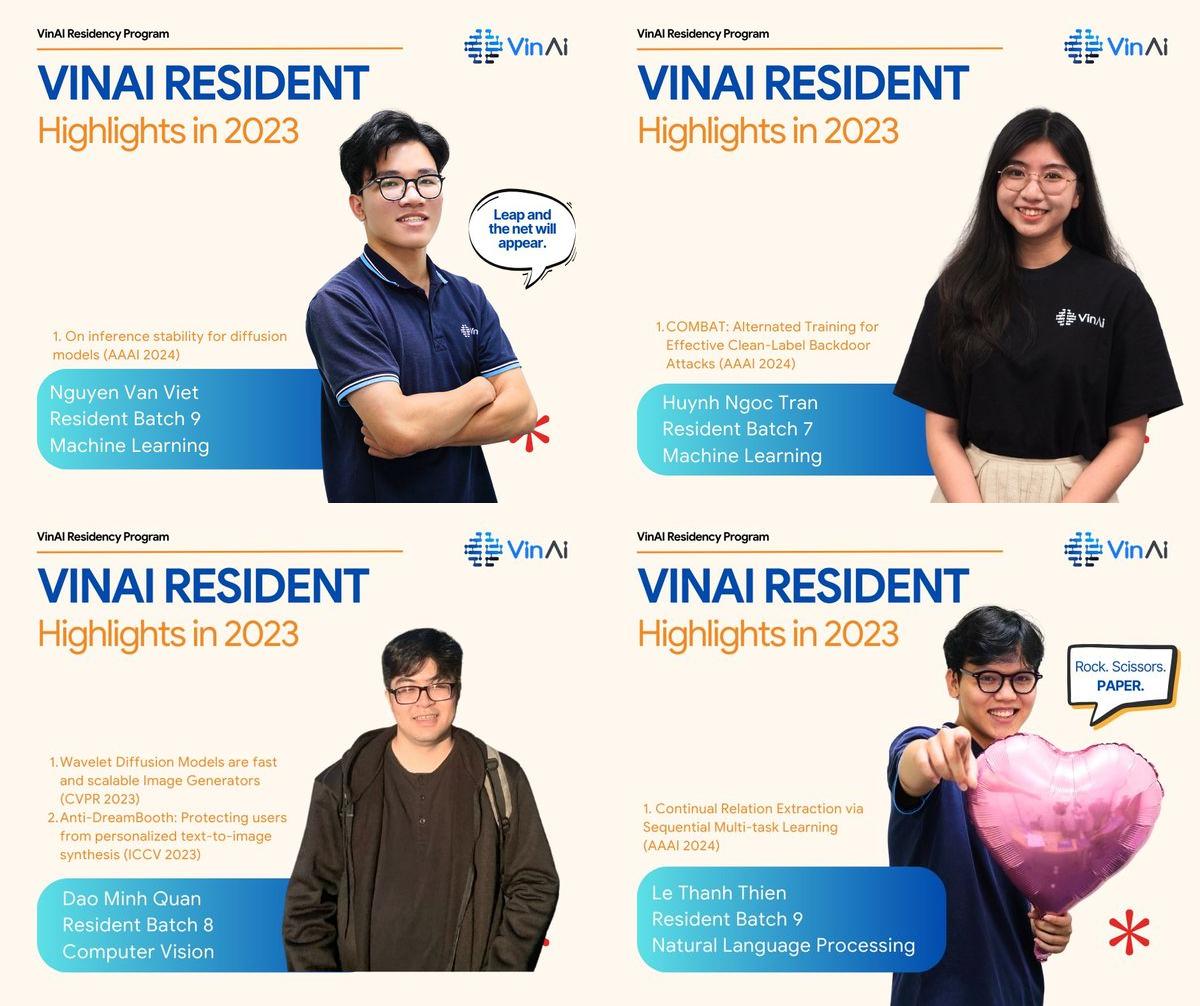 VinAI Residency Program
VinAi
VINAI RESIDENT
Highlights in 2023
Leap and
the net will
appear.
1. On inference stability for diffusion
models (AAAI 2024)
Nguyen Van Viet
Resident Batch 9
Machine Learning
VinAI Residency Program
VinAi
VINAI RESIDENT
Highlights in 2023
VinAi
1. COMBAT: Alternated Training for
Effective Clean-Label Backdoor
Attacks (AAAI 2024)
Huynh Ngoc Tran
Resident Batch 7
Machine Learning
VinAI Residency Program
VinAi
VINAI RESIDENT
Highlights in 2023
1. Wavelet Diffusion Models are fast
and scalable Image Generators
(CVPR 2023)
2. Anti-DreamBooth: Protecting users
from personalized text-to-image
synthesis (ICCV 2023)
Dao Minh Quan
Resident Batch 8
Computer Vision
VinAI Residency Program
VinAi
VINAI RESIDENT
Highlights in 2023
Rock. Scissors.
PAPER.
1. Continual Relation Extraction via
Sequential Multi-task Learning
(AAAI 2024)
Le Thanh Thien
Resident Batch 9
Natural Language Processing